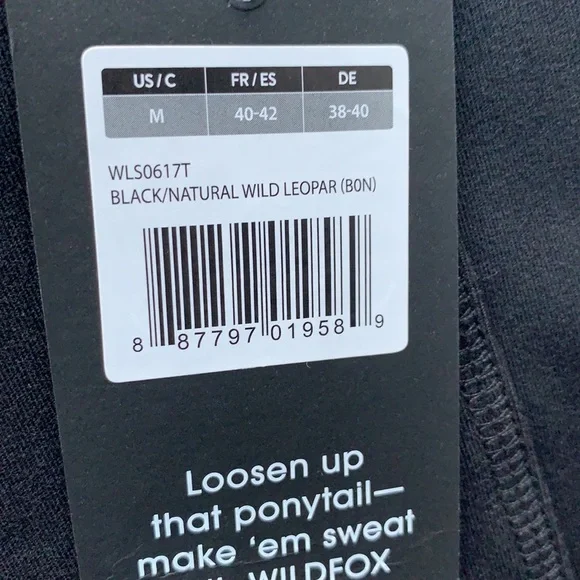 US/C FR/ES DE
M 40-42 38-40
WLS0617T
BLACK/NATURAL WILD LEOPAR (B0N)
8 87797 01958 9
Loosen up
that ponytail—
make 'em sweat
WILDFOX